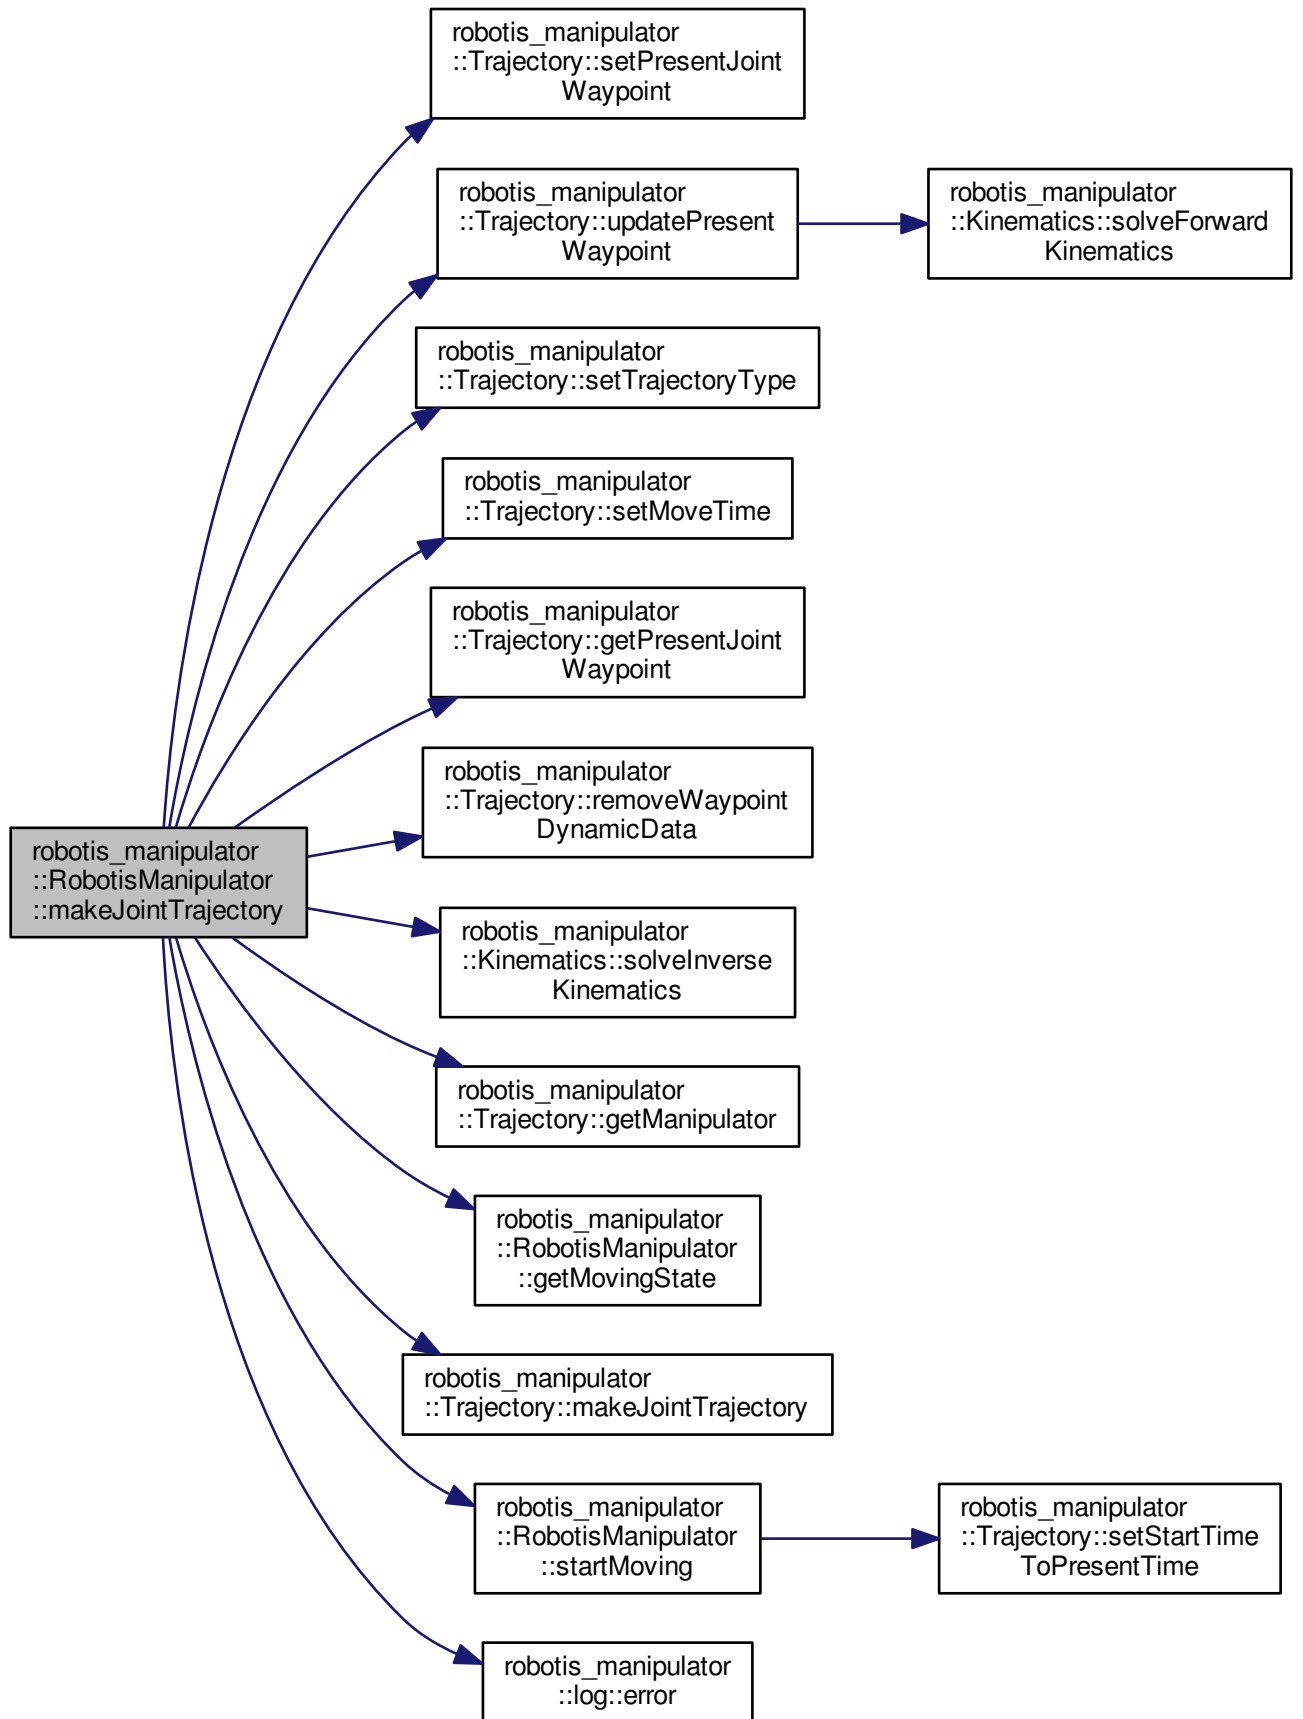 robotis_manipulator
::Trajectory::setPresentJoint
Waypoint
robotis_manipulator
::Trajectory::updatePresent
Waypoint
robotis_manipulator
::Kinematics::solveForward
Kinematics
robotis_manipulator
::Trajectory::setTrajectoryType
robotis_manipulator
::Trajectory::setMoveTime
robotis_manipulator
::Trajectory::getPresentJoint
Waypoint
robotis_manipulator
::Trajectory::removeWaypoint
DynamicData
robotis_manipulator
::RobotisManipulator
::makeJointTrajectory
robotis_manipulator
::Kinematics::solveInverse
Kinematics
robotis_manipulator
::Trajectory::getManipulator
robotis_manipulator
::RobotisManipulator
::getMovingState
robotis_manipulator
::Trajectory::makeJointTrajectory
robotis_manipulator
::RobotisManipulator
::startMoving
robotis_manipulator
::Trajectory::setStartTime
ToPresentTime
robotis_manipulator
::log::error